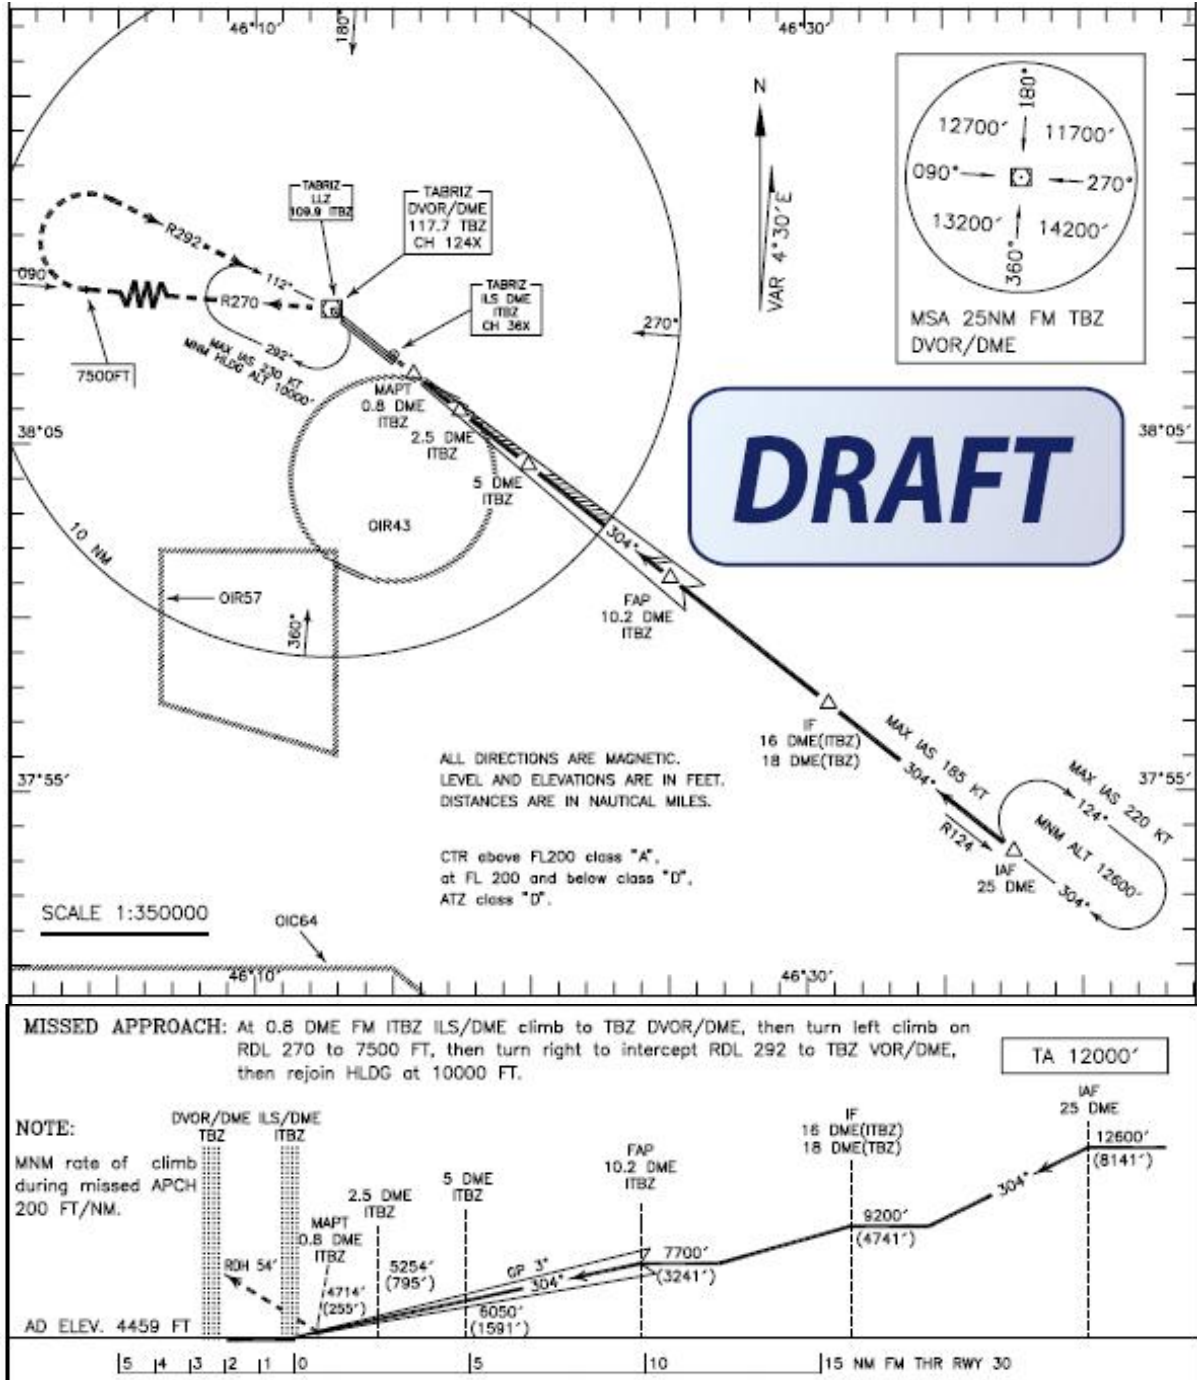 46°10'
46°30'
180°
N
VAR 4°30'E
180°
12700'
11700'
090°
270°
13200'
14200'
360°
MSA 25NM FM TBZ
DVOR/DME
TABRIZ
LLZ
109.9 ITBZ
TABRIZ
DVOR/DME
117.7 TBZ
CH 124X
TABRIZ
ILS DME
ITBZ
CH 36X
R292
112°
090°
R270
292°
MAX IAS 230 KT
MNM HLDG ALT 10000'
7500FT
270°
38°05'
38°05'
MAPT
0.8 DME
ITBZ
2.5 DME
ITBZ
5 DME
ITBZ
DRAFT
OIR43
10 NM
304°
OIR57
360°
FAP
10.2 DME
ITBZ
IF
16 DME(ITBZ)
18 DME(TBZ)
MAX IAS 185 KT
304°
R124
IAF
25 DME
MAX IAS 220 KT
124°
MNM ALT 12600'
304°
37°55'
37°55'
ALL DIRECTIONS ARE MAGNETIC.
LEVEL AND ELEVATIONS ARE IN FEET.
DISTANCES ARE IN NAUTICAL MILES.
CTR above FL200 class "A",
at FL 200 and below class "D",
ATZ class "D".
SCALE 1:350000
OIC64
46°10'
46°30'
MISSED APPROACH: At 0.8 DME FM ITBZ ILS/DME climb to TBZ DVOR/DME, then turn left climb on
RDL 270 to 7500 FT, then turn right to intercept RDL 292 to TBZ VOR/DME,
then rejoin HLDG at 10000 FT.
TA 12000'
NOTE:
MNM rate of climb
during missed APCH
200 FT/NM.
DVOR/DME
TBZ
ILS/DME
ITBZ
MAPT
0.8 DME
ITBZ
2.5 DME
ITBZ
5 DME
ITBZ
FAP
10.2 DME
ITBZ
IF
16 DME(ITBZ)
18 DME(TBZ)
IAF
25 DME
12600'
(8141')
304°
9200'
(4741')
7700'
(3241')
GP 3°
304°
RDH 54'
4714'
(255')
5254'
(795')
6050'
(1591')
AD ELEV. 4459 FT
5 4 3 2 1 0 5 10 15 NM FM THR RWY 30